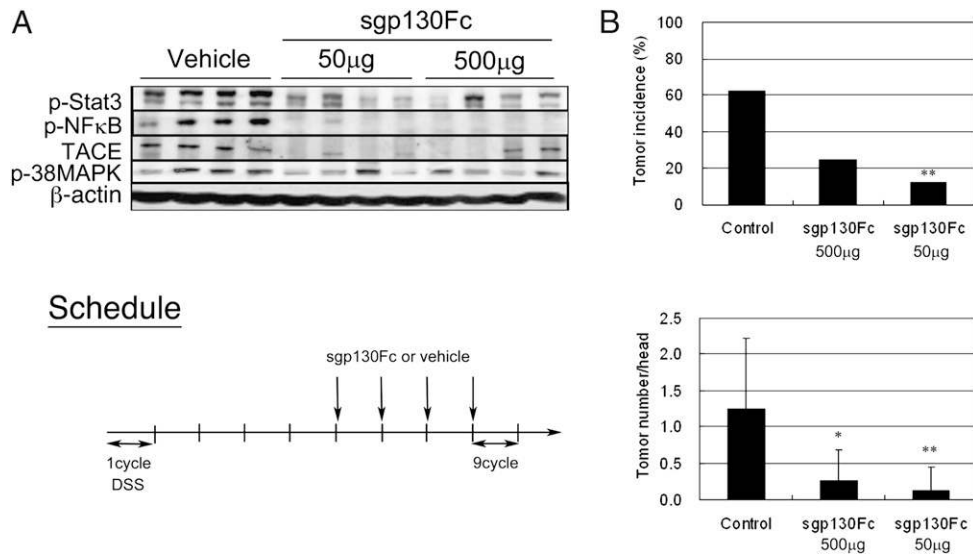 A
sgp130Fc
Vehicle 50μg 500μg
p-Stat3
p-NFκB
TACE
p-38MAPK
β-actin
Schedule
sgp130Fc or vehicle
1cycle 9cycle
DSS
B
Tomor incidence (%)
100
80
60
40
20
0
**
Control sgp130Fc sgp130Fc
500μg 50μg
Tomor number/head
2.5
2.0
1.5
1.0
0.5
0.0
* **
Control sgp130Fc sgp130Fc
500μg 50μg